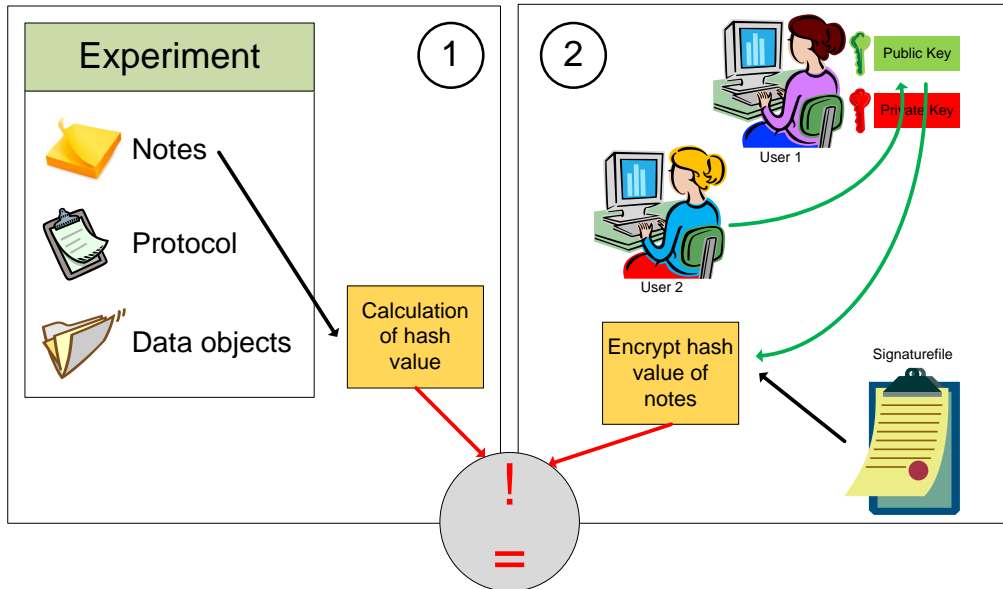 Experiment
1
Notes
Protocol
Data objects
Calculation
of hash
value
2
Public Key
Private Key
User 1
User 2
Encrypt hash
value of
notes
Signaturefile
!
=